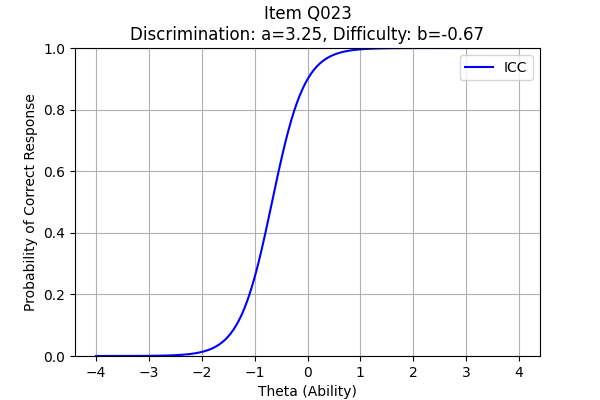 Item Q023
Discrimination: a=3.25, Difficulty: b=-0.67
ICC
Probability of Correct Response
1.0
0.8
0.6
0.4
0.2
0.0
−4 −3 −2 −1 0 1 2 3 4
Theta (Ability)